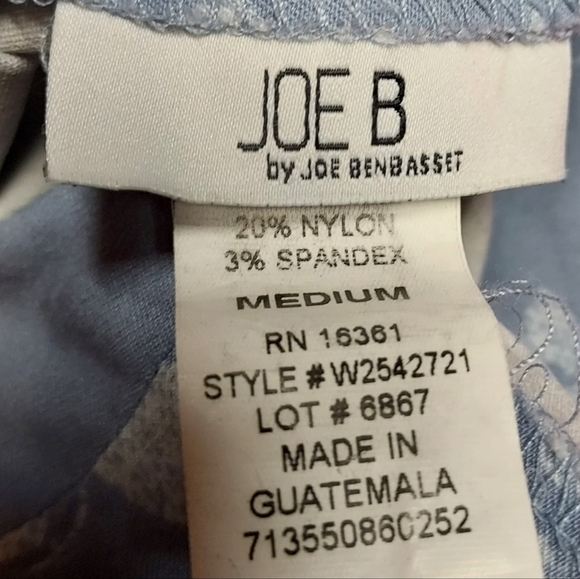 JOE B
by JOE BENBASSET
20% NYLON
3% SPANDEX
MEDIUM
RN 16361
STYLE # W2542721
LOT # 6867
MADE IN
GUATEMALA
713550860252